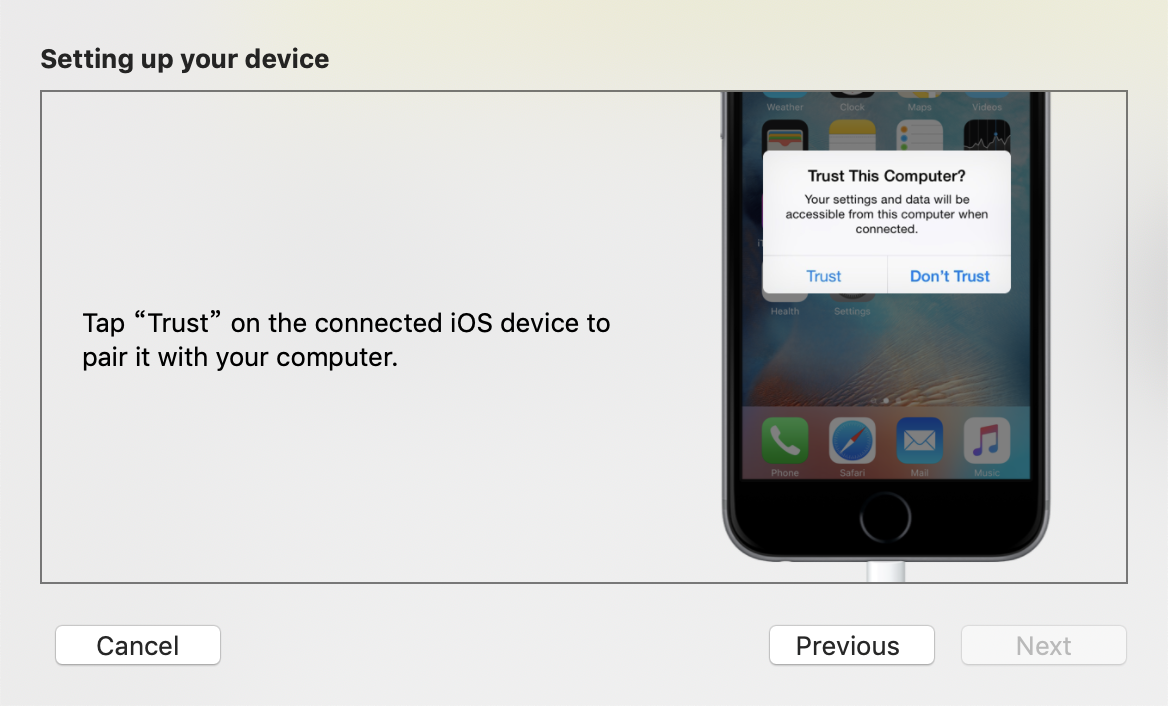 Setting up your device
Weather Clock Maps Videos
Trust This Computer?
Your settings and data will be
accessible from this computer when
connected.
Trust Don't Trust
Health Settings
Tap “Trust” on the connected iOS device to
pair it with your computer.
Phone Safari Mail Music
Cancel Previous Next